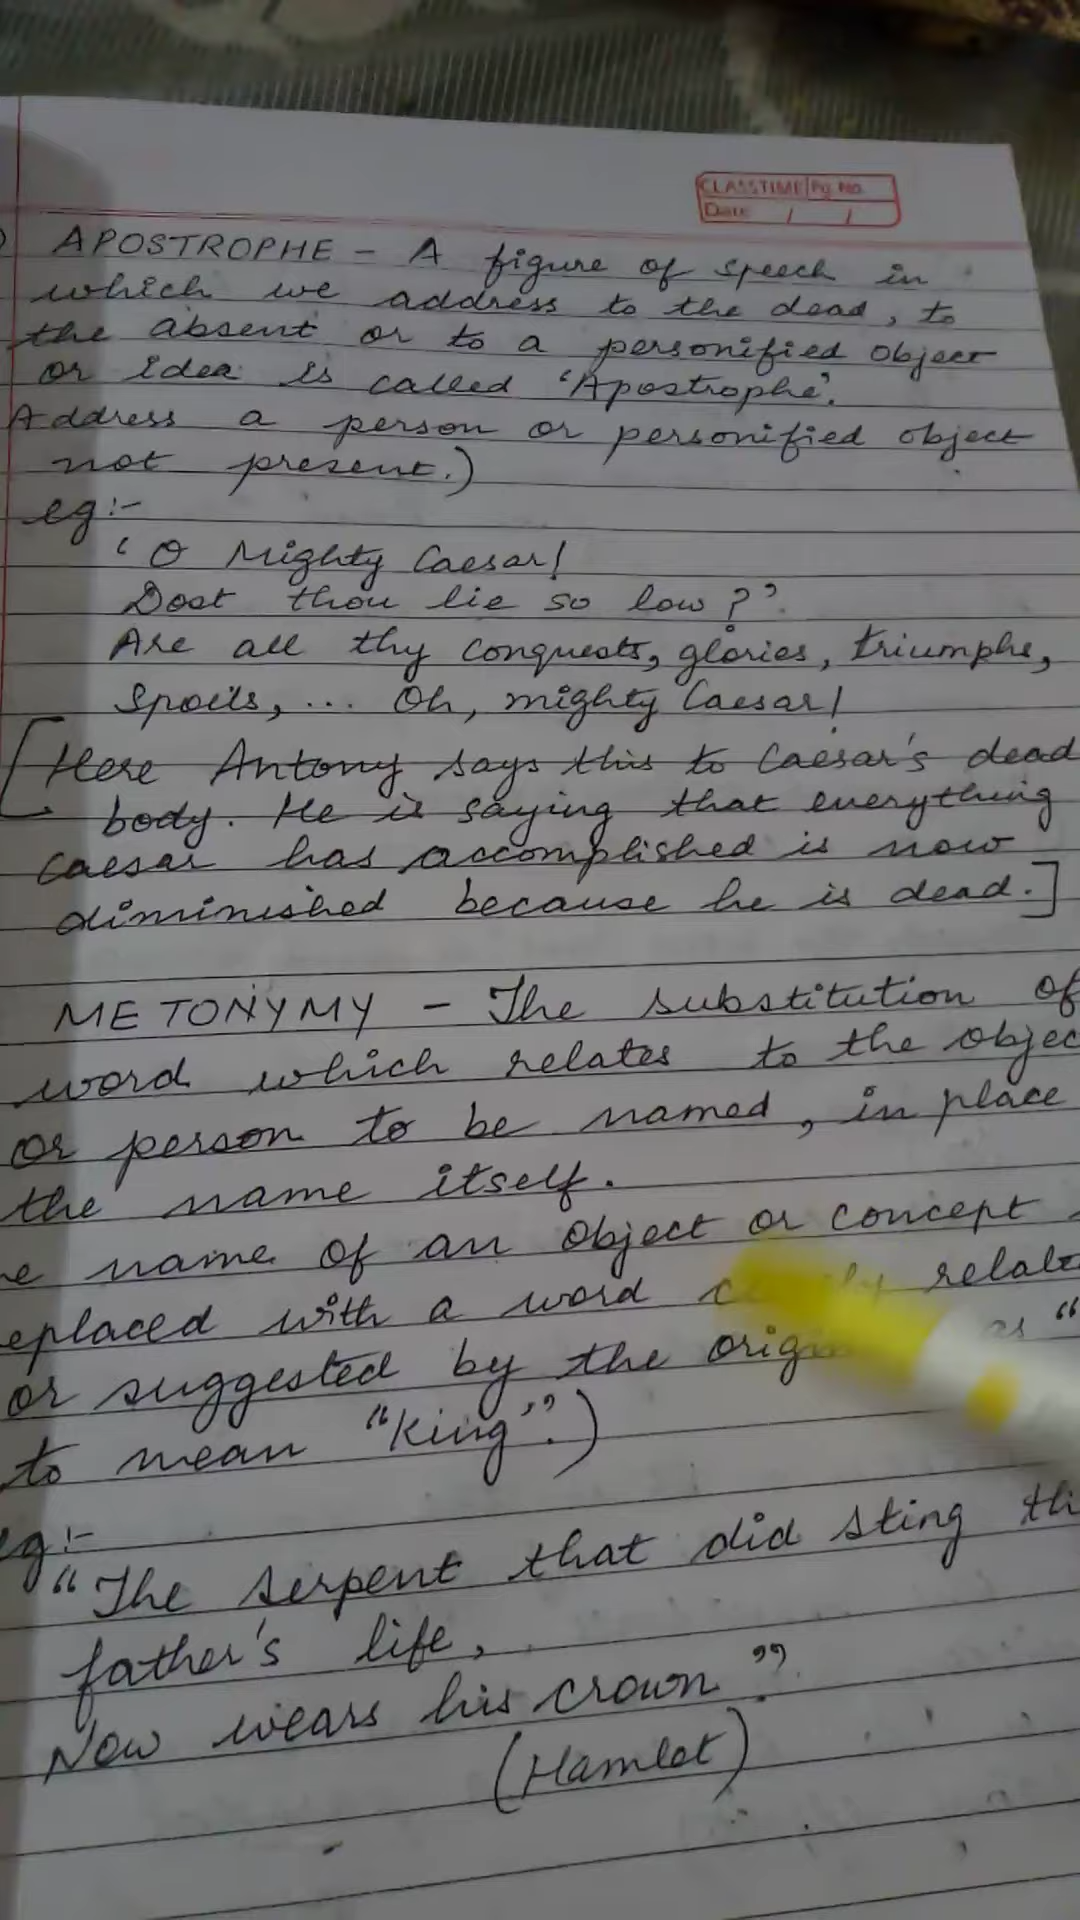 CLASSTIME Pg. No.
Date / /
APOSTROPHE - A figure of speech in
which we address to the dead, to
the absent or to a personified object
or idea is called 'Apostrophe'.
Address a person or personified object
not present.)
eg:-
'O Mighty Caesar!
Dost thou lie so low?'
Are all thy conquests, glories, triumphs,
spoils, ... Oh, mighty Caesar!
[Here Antony says this to Caesar's dead
body. He is saying that everything
Caesar has accomplished is now
diminished because he is dead.]
METONYMY - The substitution of
word which relates to the objec
or person to be named, in place
the name itself.
e name of an object or concept
eplaced with a word relate
or suggested by the orig as "
to mean "king".)
eg:-
"The serpent that did sting th
father's life,
Now wears his crown."
(Hamlet)